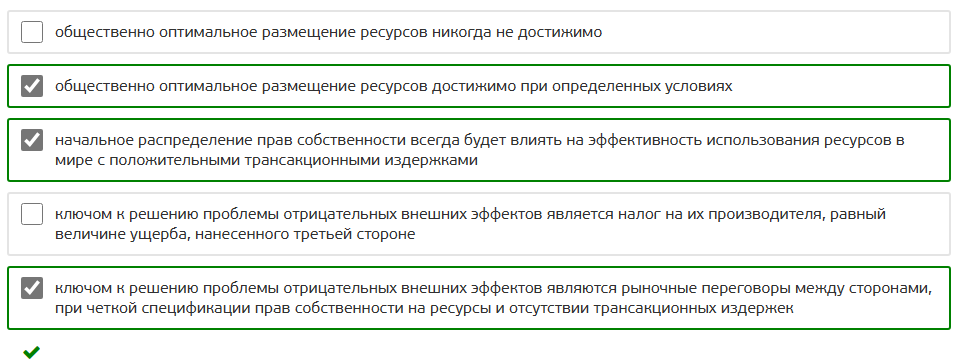 общественно оптимальное размещение ресурсов никогда не достижимо
общественно оптимальное размещение ресурсов достижимо при определенных условиях
начальное распределение прав собственности всегда будет влиять на эффективность использования ресурсов в
мире с положительными трансакционными издержками
ключом к решению проблемы отрицательных внешних эффектов является налог на их производителя, равный
величине ущерба, нанесенного третьей стороне
ключом к решению проблемы отрицательных внешних эффектов являются рыночные переговоры между сторонами,
при четкой спецификации прав собственности на ресурсы и отсутствии трансакционных издержек